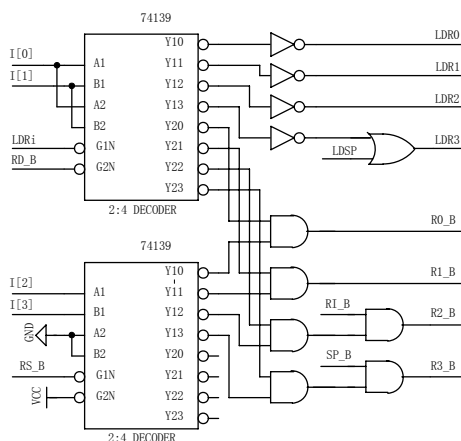 74139
I[0]
I[1]
LDRi
RD_B
A1
B1
A2
B2
G1N
G2N
Y10
Y11
Y12
Y13
Y20
Y21
Y22
Y23
2:4 DECODER
LDR0
LDR1
LDR2
LDR3
LDSP
R0_B
R1_B
RI_B
R2_B
SP_B
R3_B
74139
I[2]
I[3]
GND
RS_B
VCC
A1
B1
A2
B2
G1N
G2N
Y10
Y11
Y12
Y13
Y20
Y21
Y22
Y23
2:4 DECODER